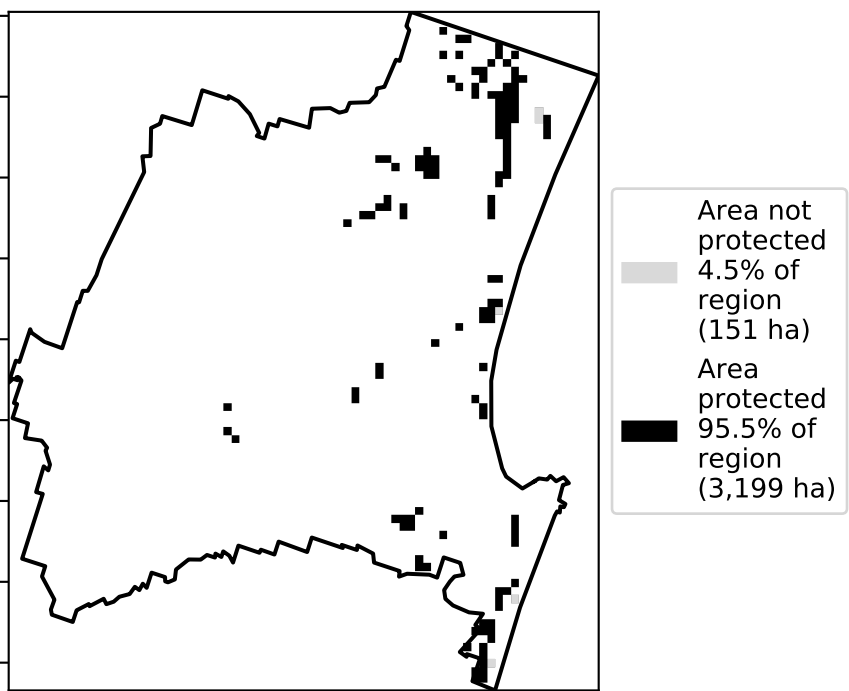 Area not
protected
4.5% of
region
(151 ha)
Area
protected
95.5% of
region
(3,199 ha)